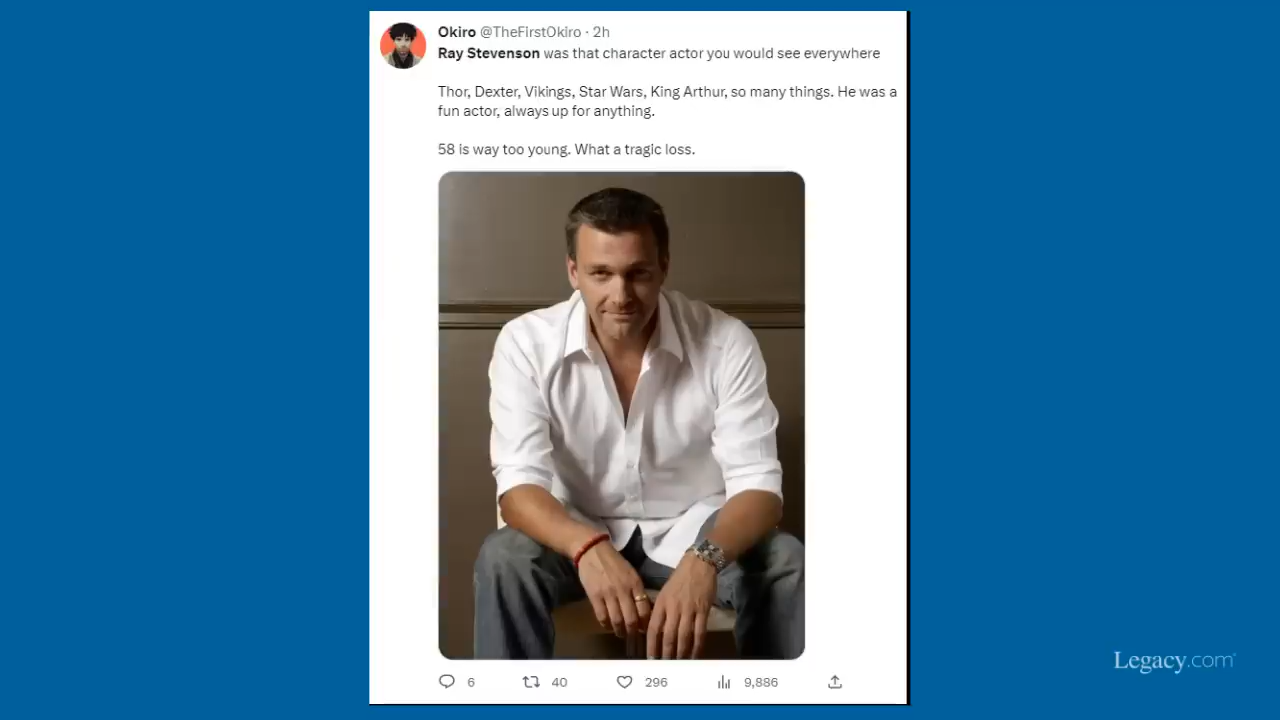 Okiro @TheFirstOkiro · 2h
Ray Stevenson was that character actor you would see everywhere
Thor, Dexter, Vikings, Star Wars, King Arthur, so many things. He was a
fun actor, always up for anything.
58 is way too young. What a tragic loss.
6 40 296 9,886
Legacy.com